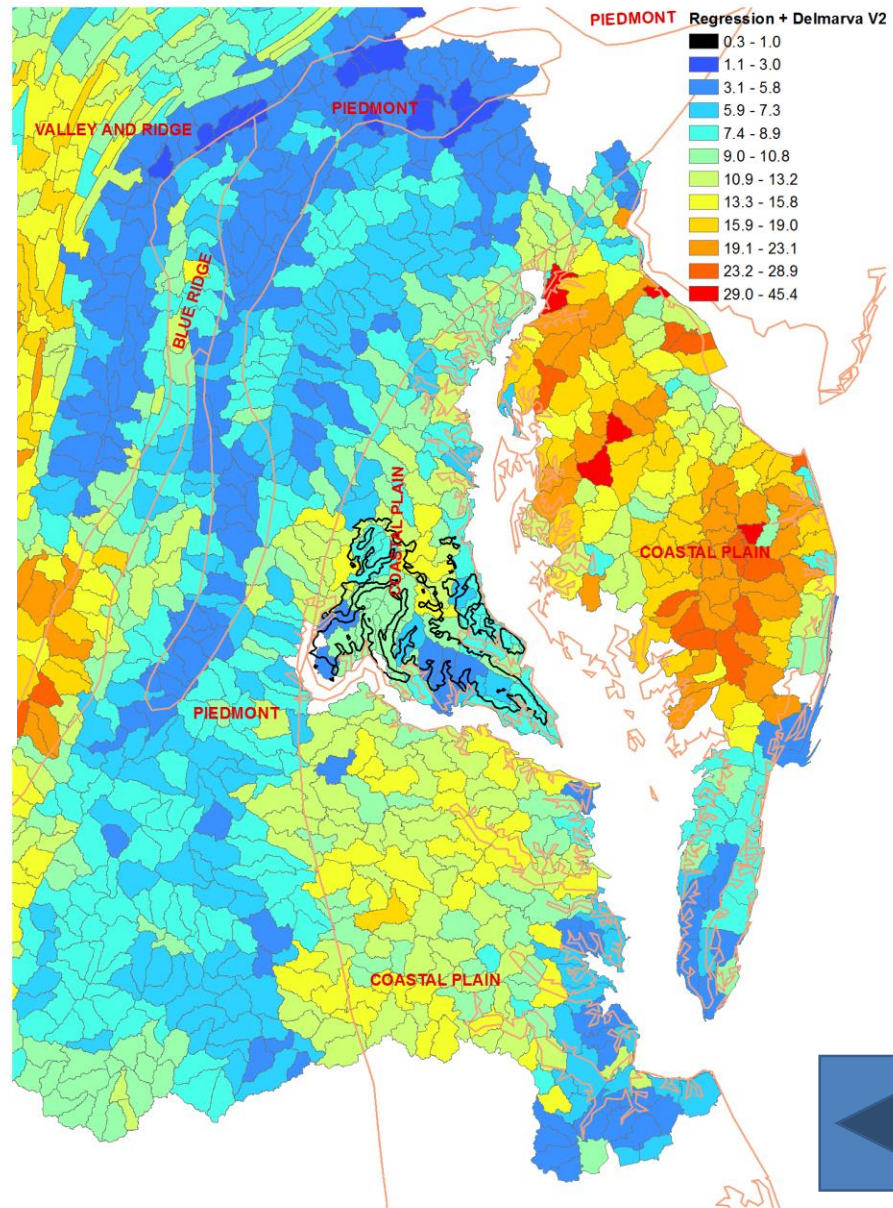 PIEDMONT
Regression + Delmarva V2
0.3 - 1.0
1.1 - 3.0
3.1 - 5.8
5.9 - 7.3
7.4 - 8.9
9.0 - 10.8
10.9 - 13.2
13.3 - 15.8
15.9 - 19.0
19.1 - 23.1
23.2 - 28.9
29.0 - 45.4
PIEDMONT
VALLEY AND RIDGE
BLUE RIDGE
COASTAL PLAIN
COASTAL PLAIN
PIEDMONT
COASTAL PLAIN